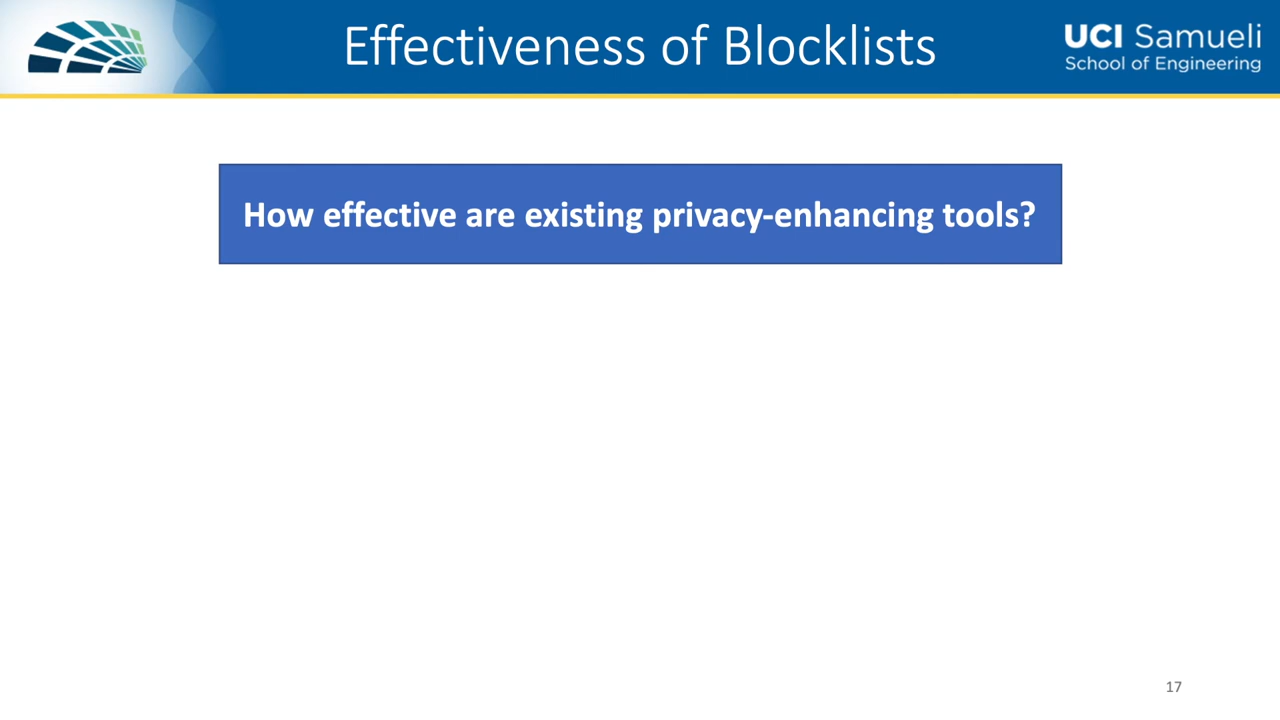 Effectiveness of Blocklists
UCI Samueli
School of Engineering
How effective are existing privacy-enhancing tools?
17